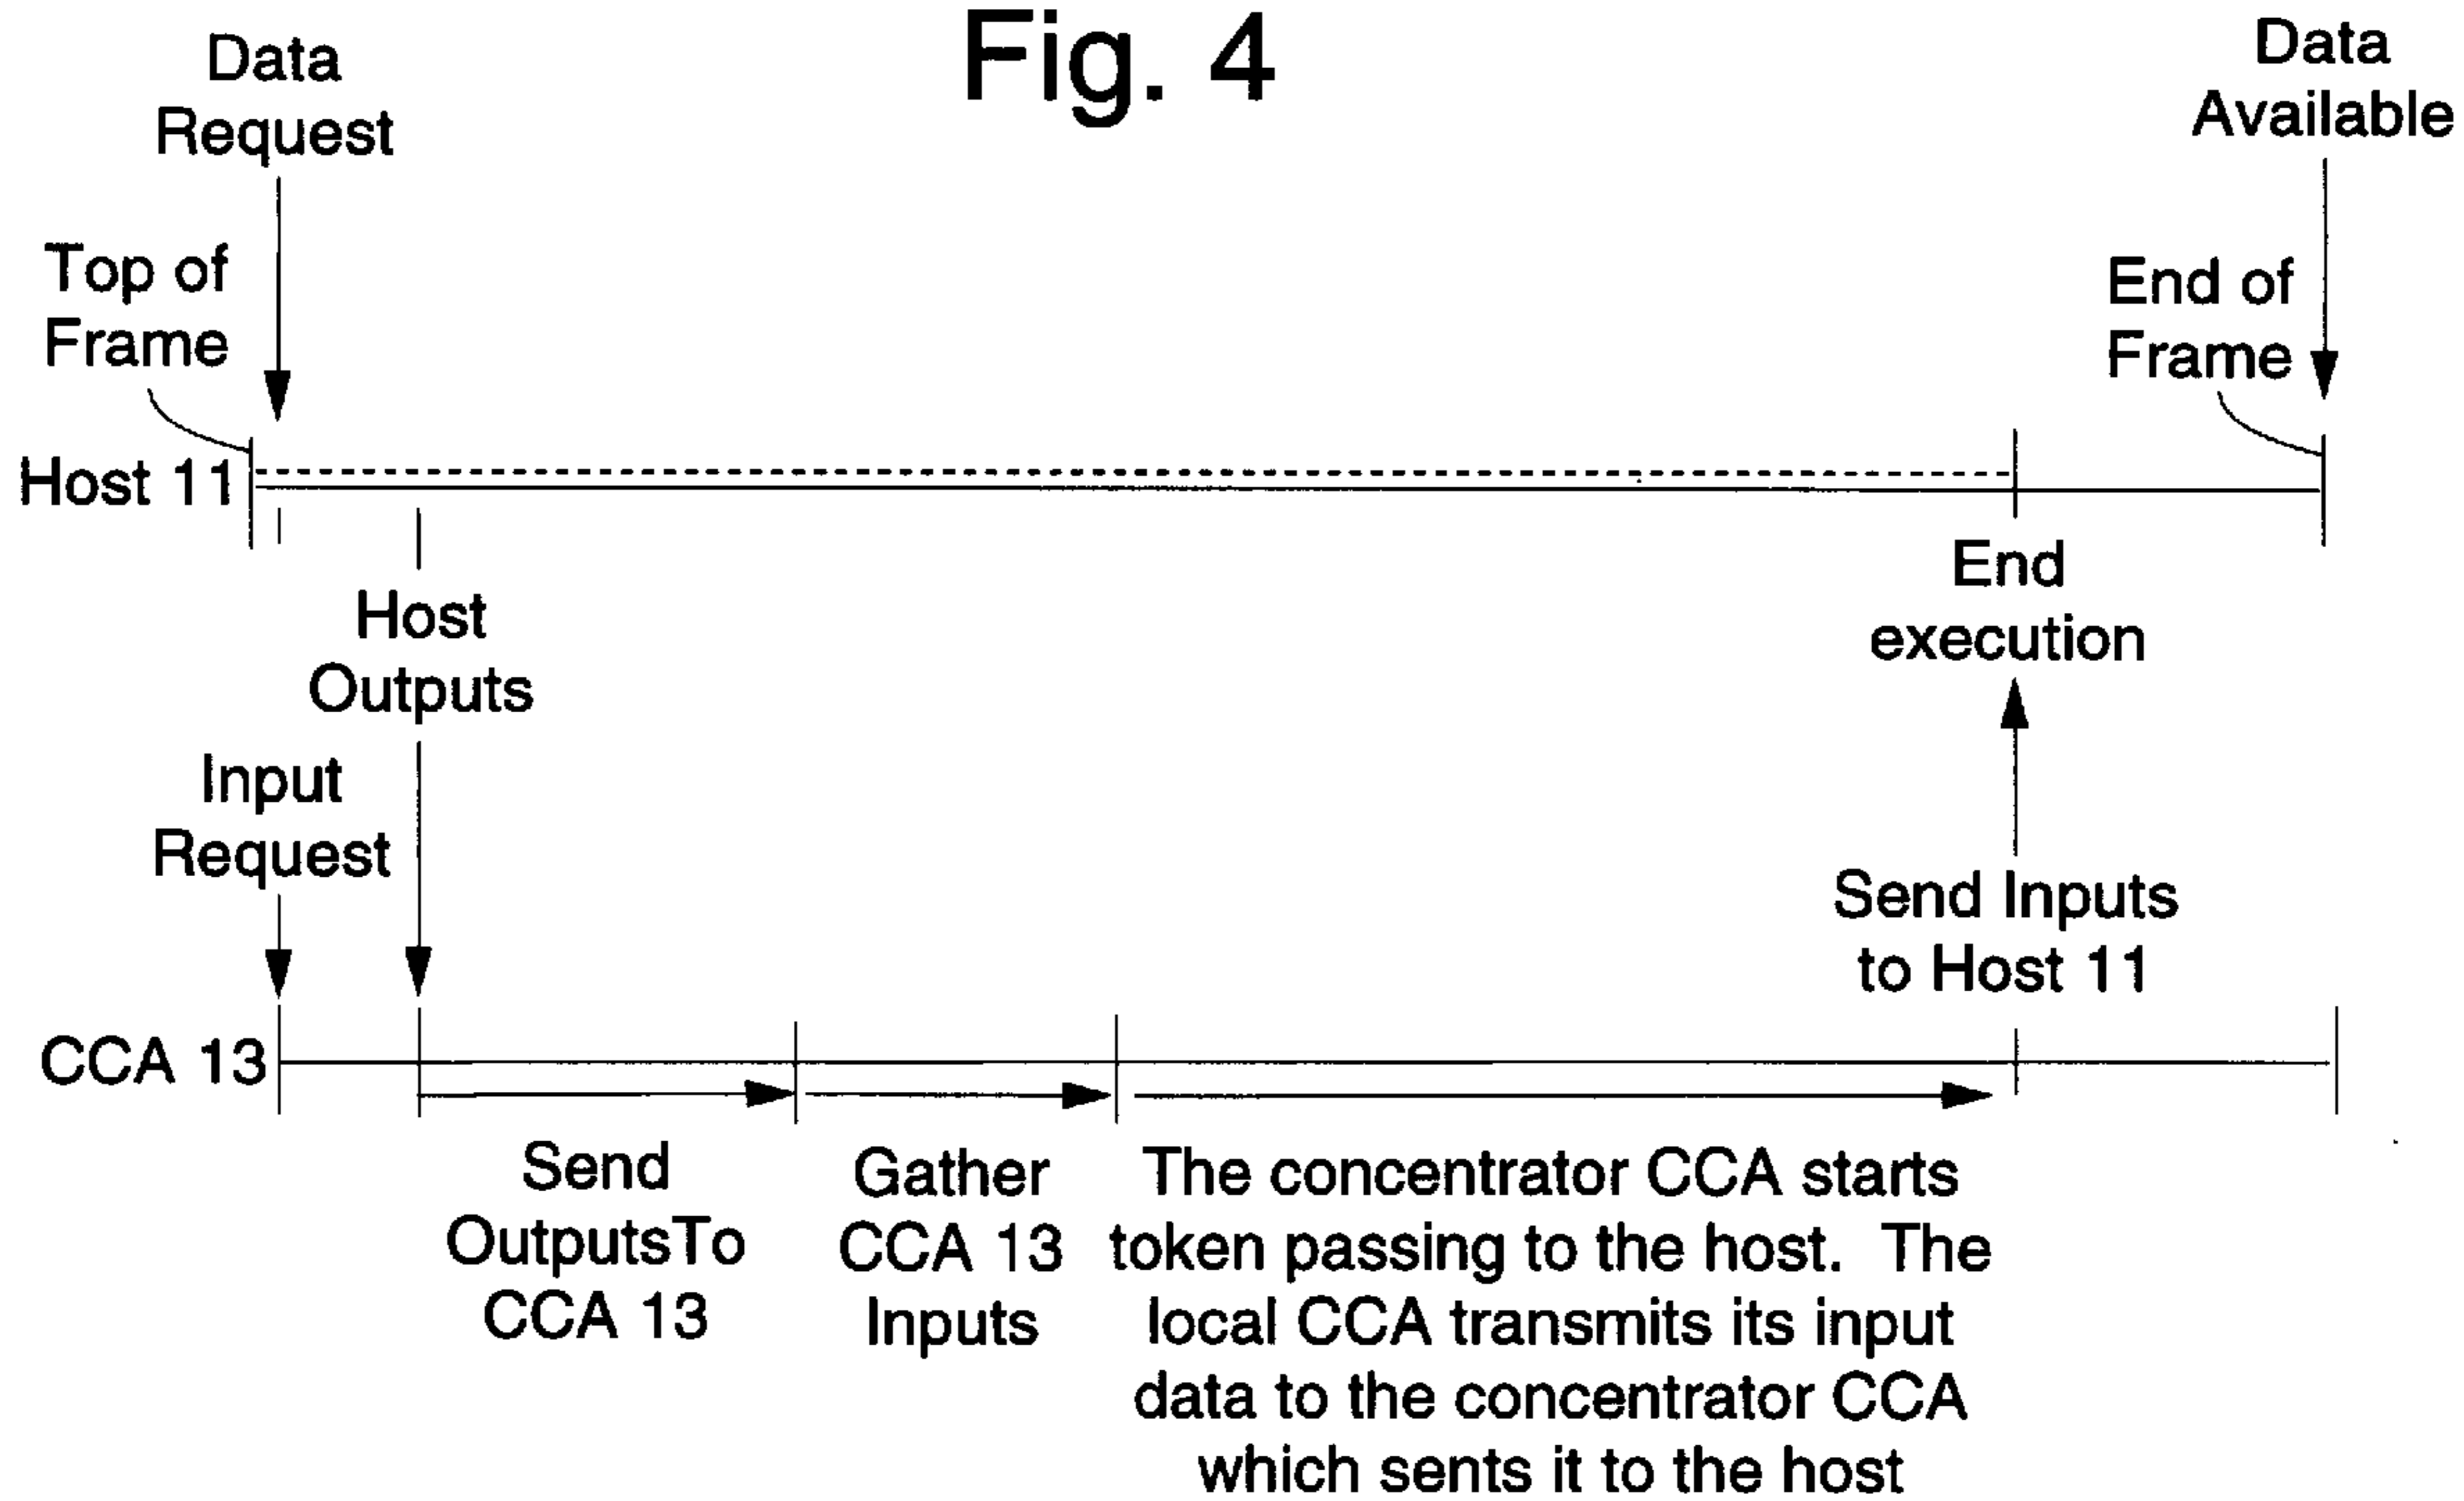 Fig. 4
Data
Request
Data
Available
Top of
Frame
End of
Frame
Host 11
Host
Outputs
End
execution
Input
Request
Send Inputs
to Host 11
CCA 13
Send
OutputsTo
CCA 13
Gather
CCA 13
Inputs
The concentrator CCA starts
token passing to the host. The
local CCA transmits its input
data to the concentrator CCA
which sents it to the host